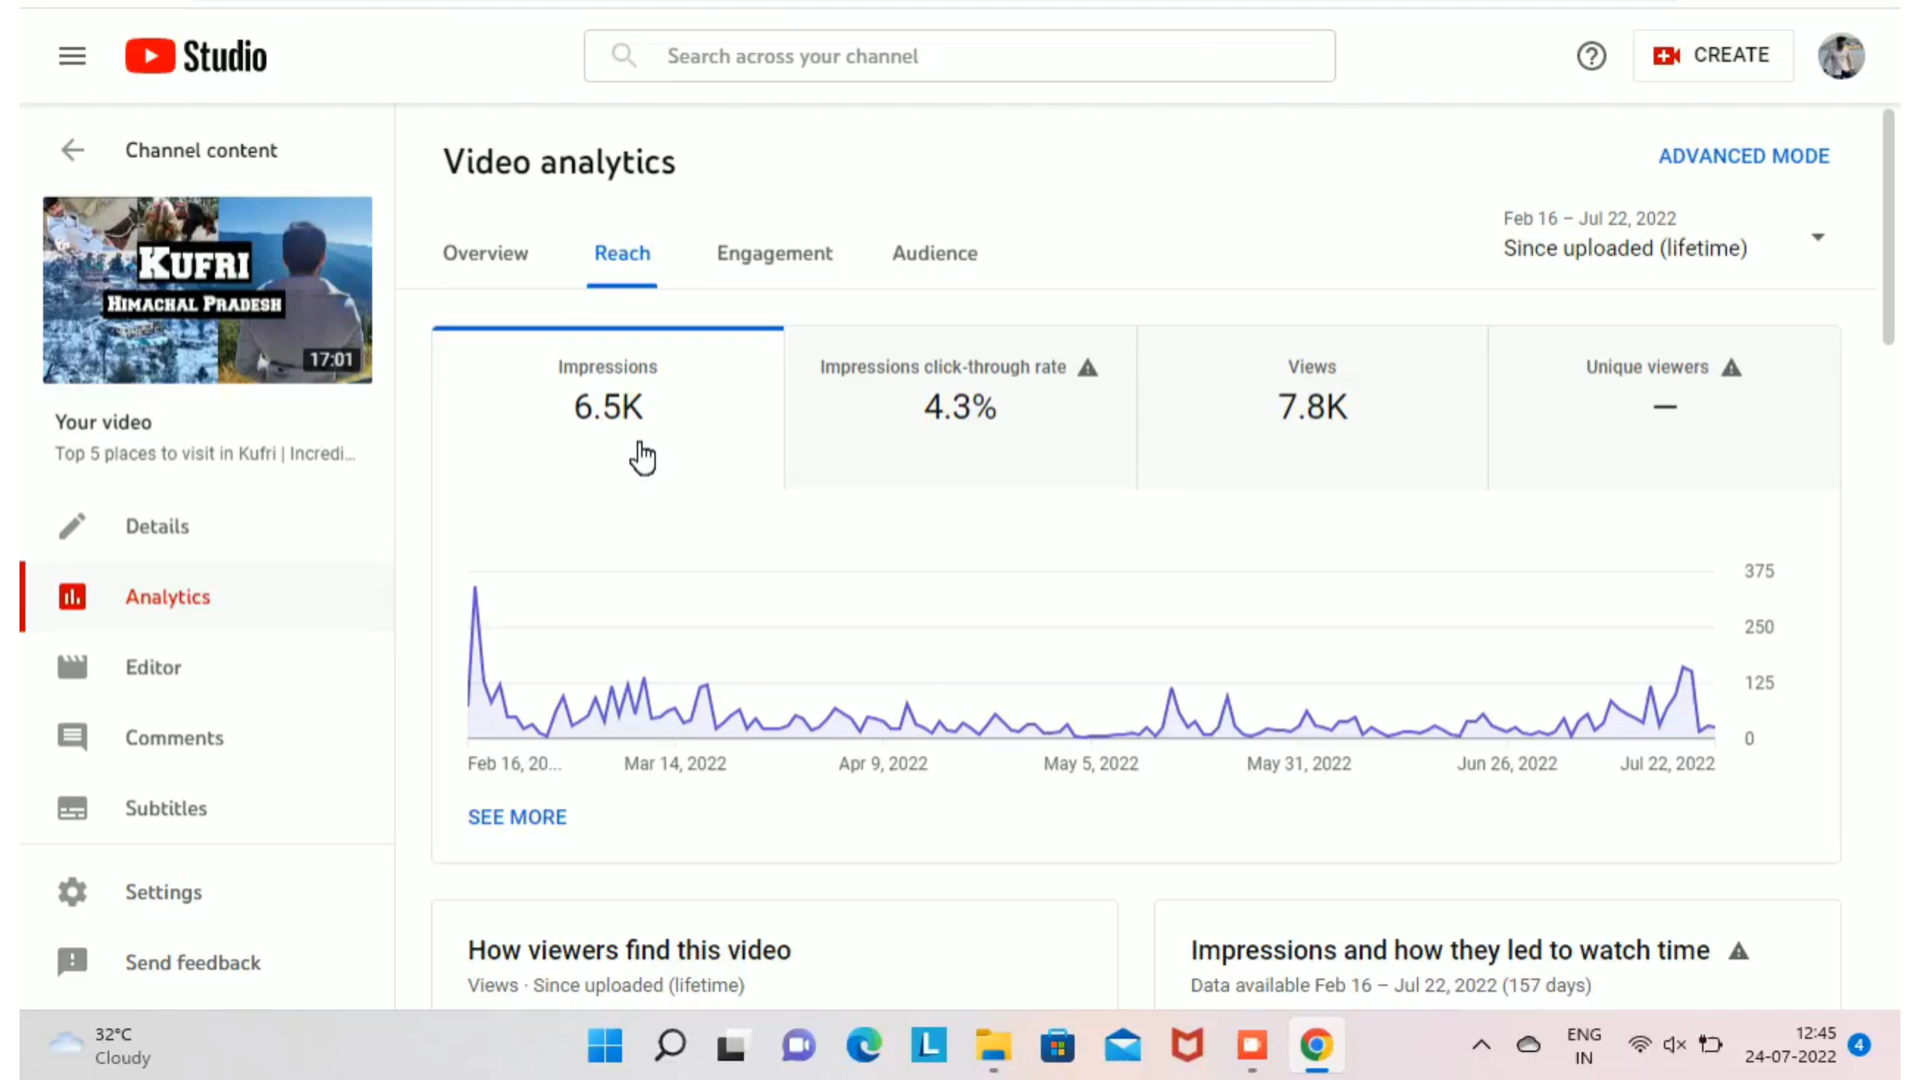 Studio
Search across your channel
CREATE
Channel content
KUFRI
HIMACHAL PRADESH
17:01
Your video
Top 5 places to visit in Kufri | Incredi...
Details
Analytics
Editor
Comments
Subtitles
Settings
Send feedback
Video analytics
ADVANCED MODE
Feb 16 – Jul 22, 2022
Since uploaded (lifetime)
Overview
Reach
Engagement
Audience
Impressions
6.5K
Impressions click-through rate
4.3%
Views
7.8K
Unique viewers
—
375
250
125
0
Feb 16, 20...
Mar 14, 2022
Apr 9, 2022
May 5, 2022
May 31, 2022
Jun 26, 2022
Jul 22, 2022
SEE MORE
How viewers find this video
Views · Since uploaded (lifetime)
Impressions and how they led to watch time
Data available Feb 16 – Jul 22, 2022 (157 days)
32°C
Cloudy
L
ENG
IN
12:45
24-07-2022
4